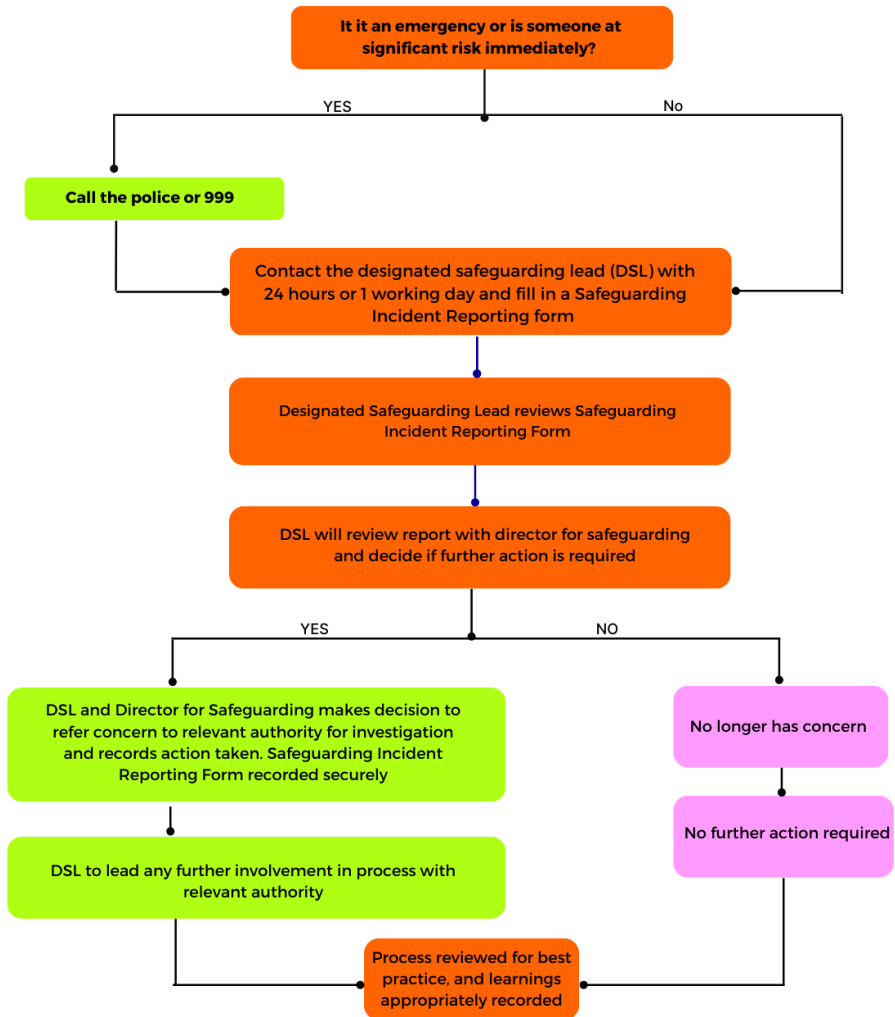 It it an emergency or is someone at
significant risk immediately?
YES
No
Call the police or 999
Contact the designated safeguarding lead (DSL) with
24 hours or 1 working day and fill in a Safeguarding
Incident Reporting form
Designated Safeguarding Lead reviews Safeguarding
Incident Reporting Form
DSL will review report with director for safeguarding
and decide if further action is required
YES
NO
DSL and Director for Safeguarding makes decision to
refer concern to relevant authority for investigation
and records action taken. Safeguarding Incident
Reporting Form recorded securely
No longer has concern
No further action required
DSL to lead any further involvement in process with
relevant authority
Process reviewed for best
practice, and learnings
appropriately recorded